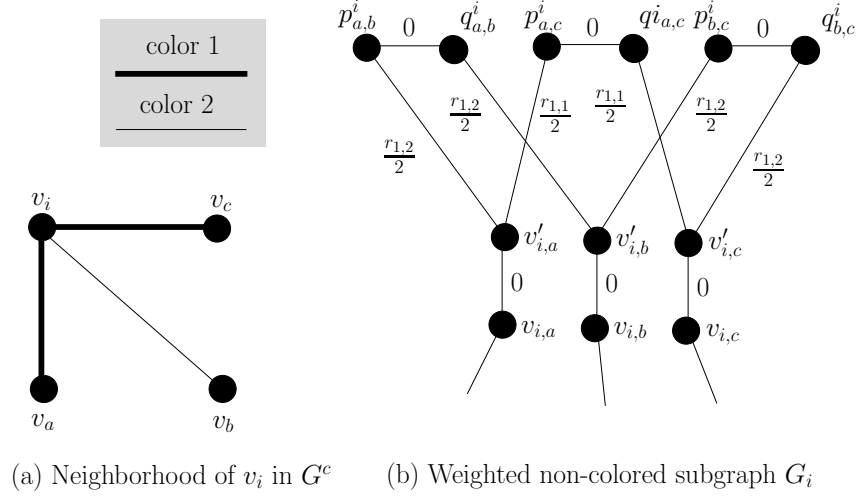 color 1
color 2
v_i v_c
v_a v_b
(a) Neighborhood of v_i in G^c
p^i_{a,b} 0 q^i_{a,b} p^i_{a,c} 0 qi_{a,c} p^i_{b,c} 0 q^i_{b,c}
r_{1,2}/2 r_{1,2}/2 r_{1,1}/2 r_{1,1}/2 r_{1,2}/2 r_{1,2}/2
v'_{i,a} v'_{i,b} v'_{i,c}
0 0 0
v_{i,a} v_{i,b} v_{i,c}
(b) Weighted non-colored subgraph G_i